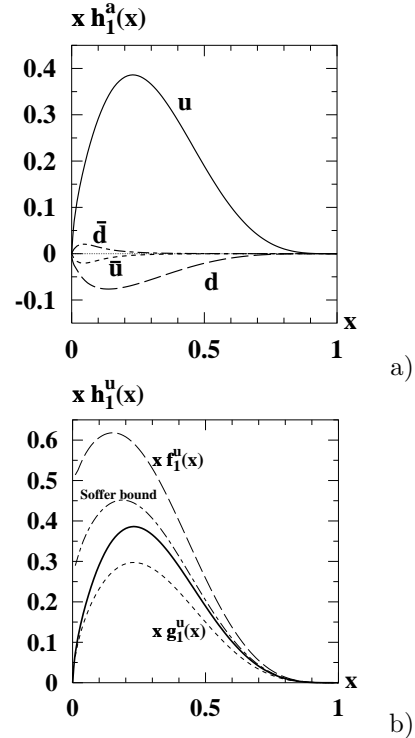 x h₁ᵃ(x)
0.4
0.3
0.2
0.1
0
-0.1
u
d̄
ū
d
x
0
0.5
1
a)
x h₁ᵘ(x)
0.6
0.5
0.4
0.3
0.2
0.1
0
x f₁ᵘ(x)
Soffer bound
x g₁ᵘ(x)
x
0
0.5
1
b)